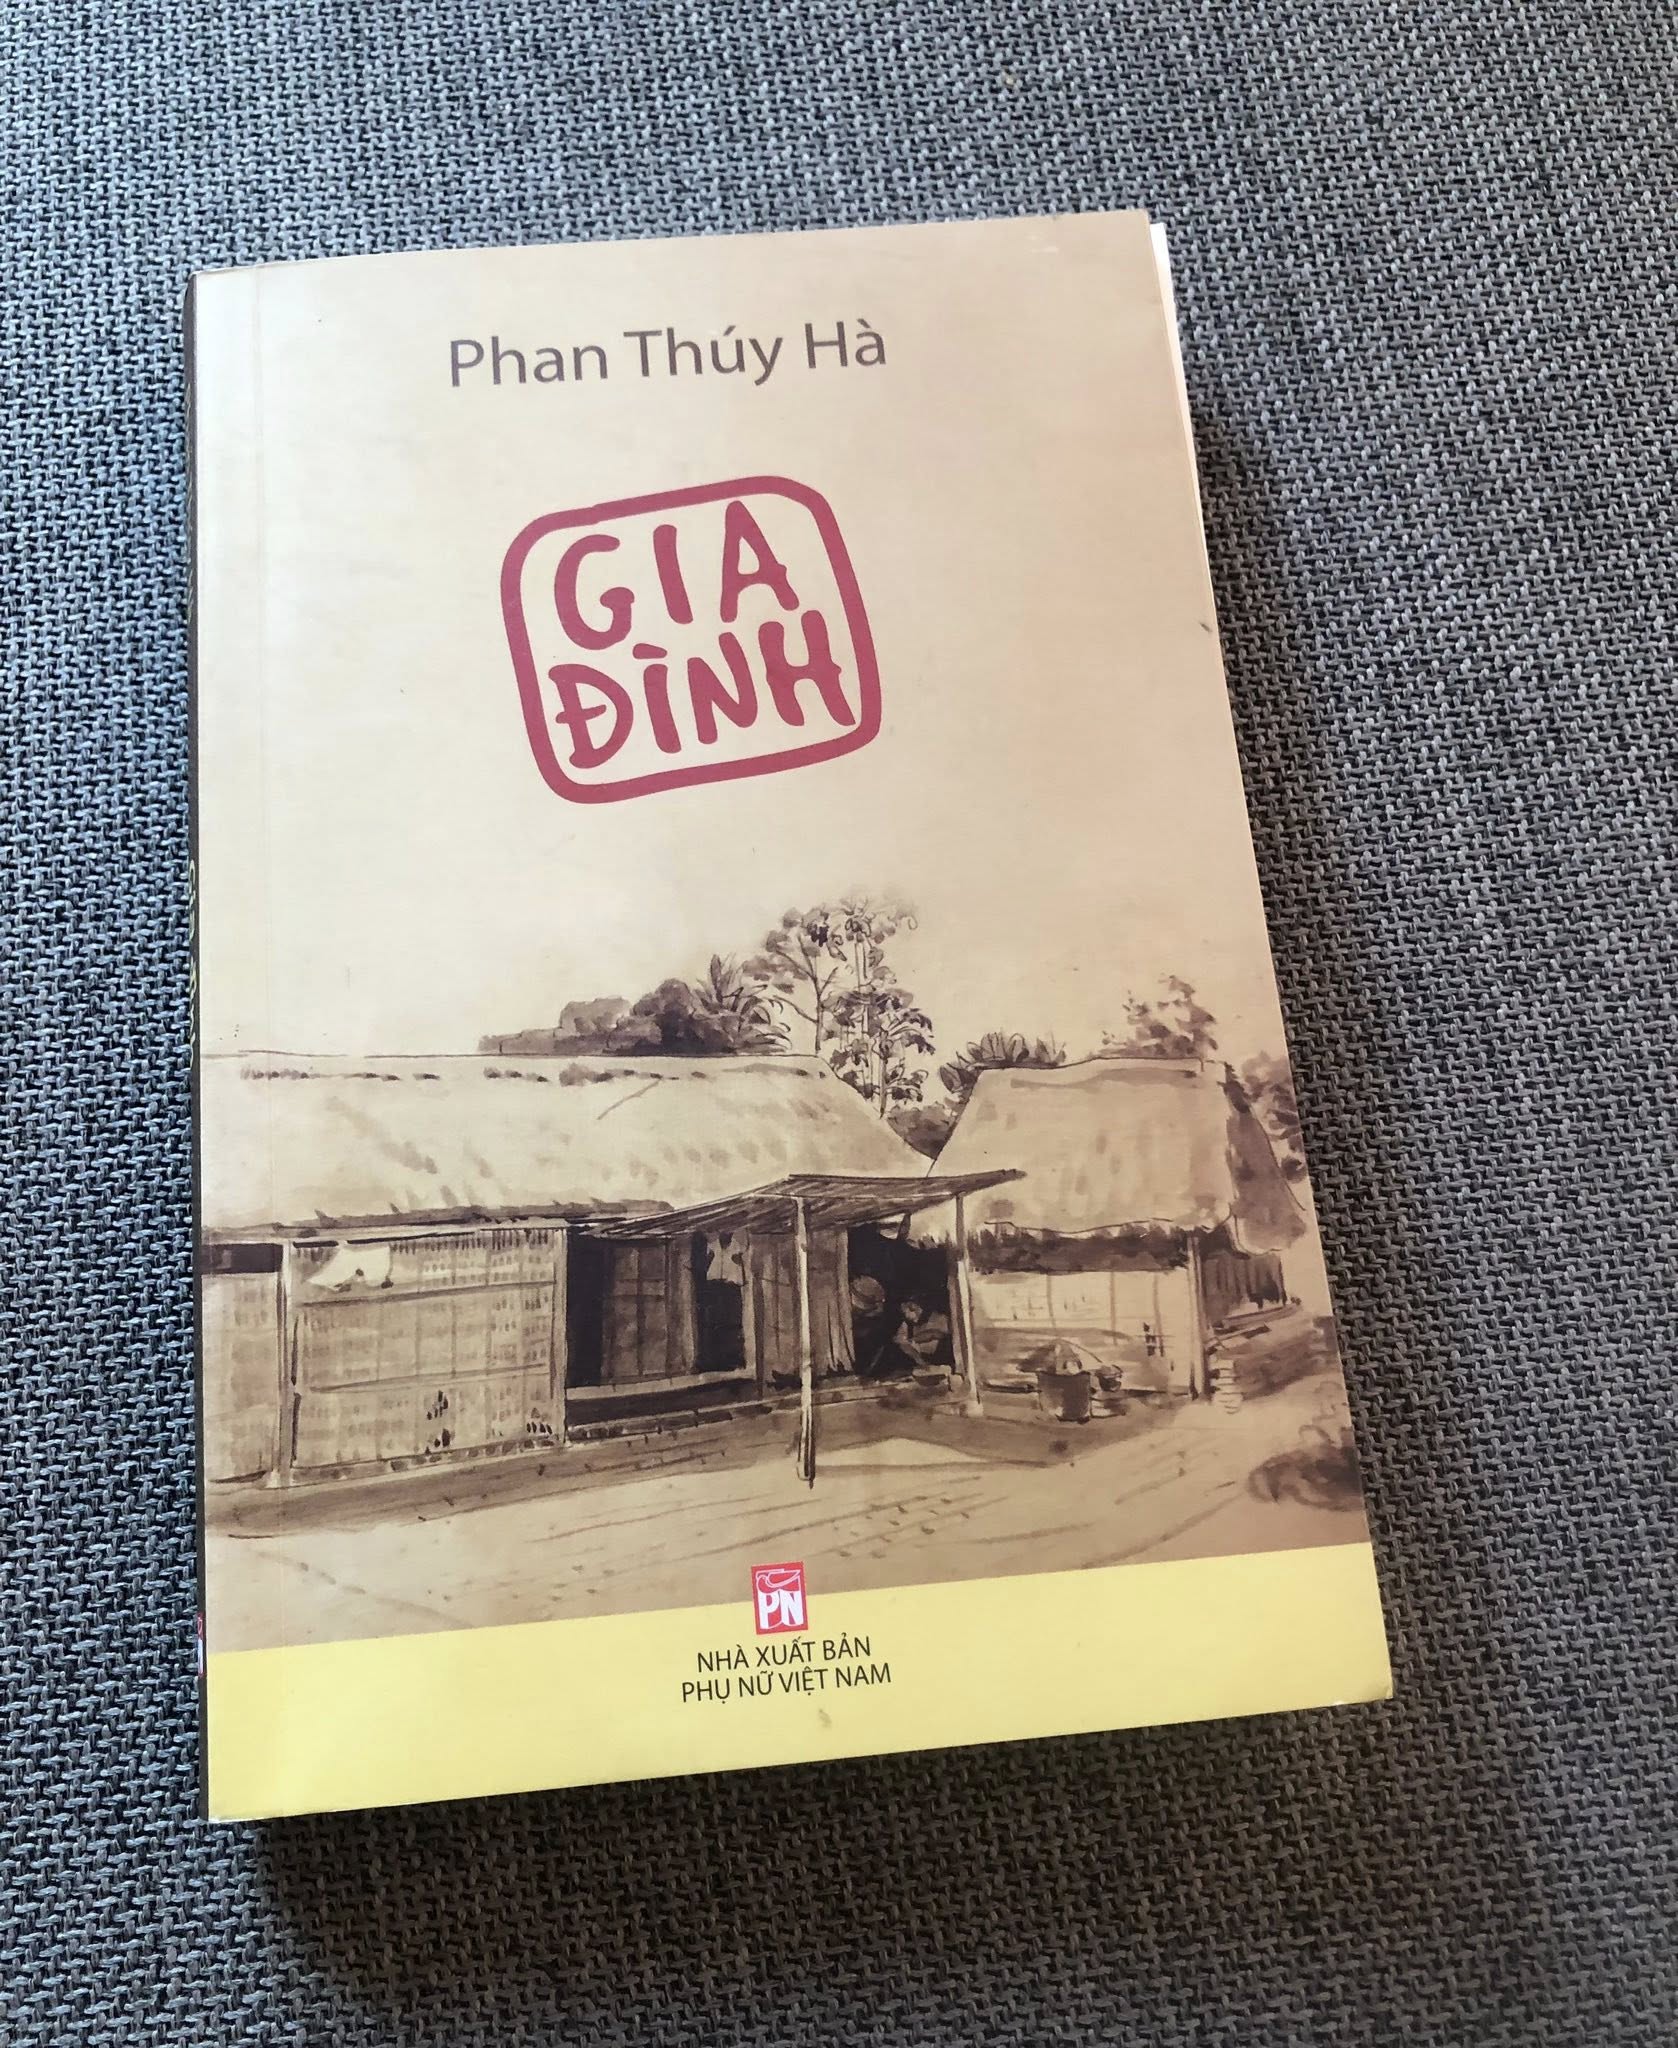 Phan Thúy Hà
GIA
ĐÌNH
PN
NHÀ XUẤT BẢN
PHỤ NỮ VIỆT NAM